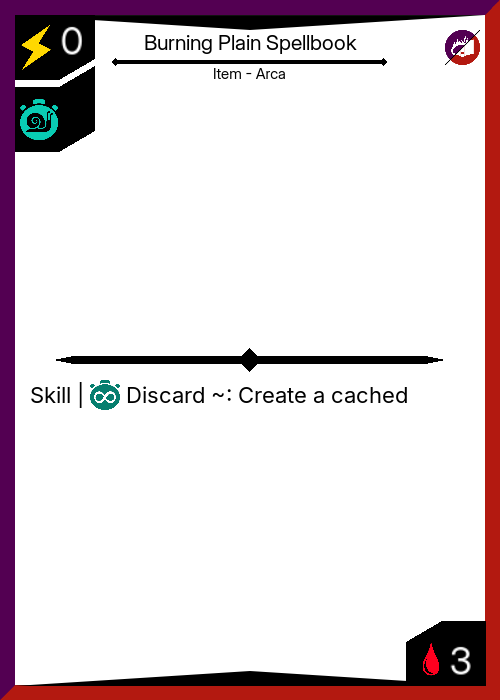 0
Burning Plain Spellbook
Item - Arca
Skill | Discard ~: Create a cached
3